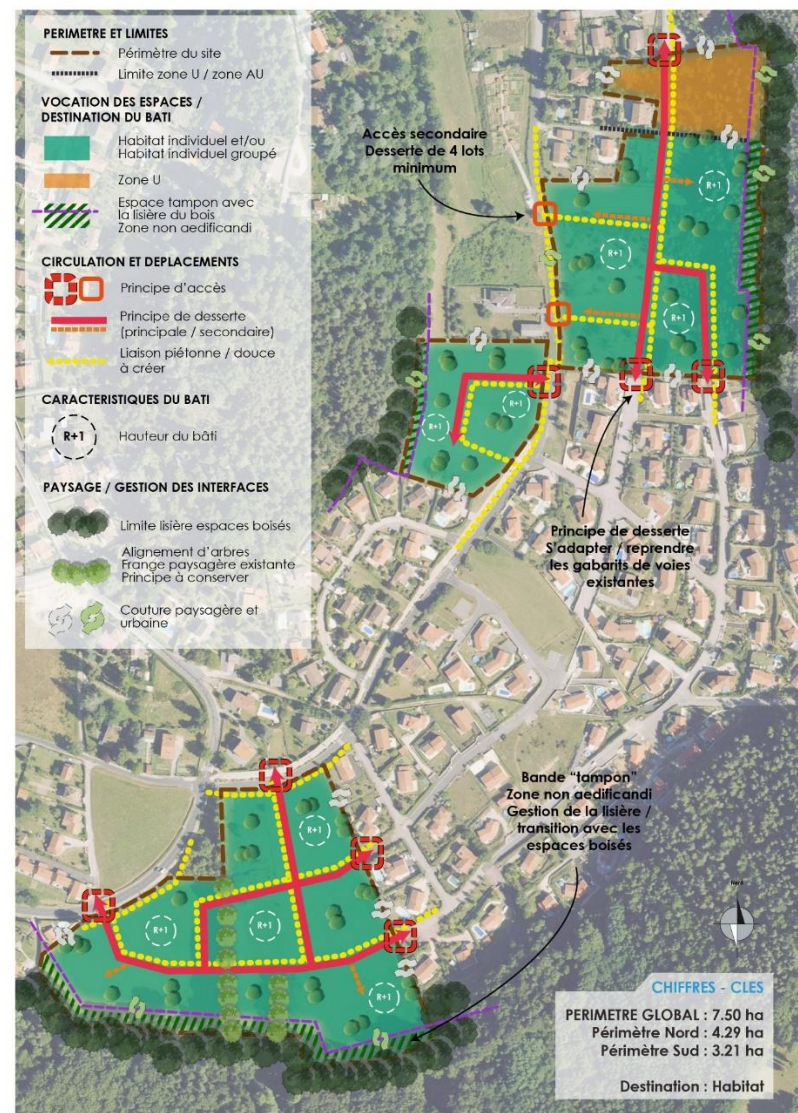 PERIMETRE ET LIMITES
Périmètre du site
Limite zone U / zone AU
VOCATION DES ESPACES /
DESTINATION DU BATI
Habitat individuel et/ou
Habitat individuel groupé
Zone U
Espace tampon avec
la lisière du bois
Zone non aedificandi
CIRCULATION ET DEPLACEMENTS
Principe d'accès
Principe de desserte
(principale / secondaire)
Liaison piétonne / douce
à créer
CARACTERISTIQUES DU BATI
R+1
Hauteur du bâti
PAYSAGE / GESTION DES INTERFACES
Limite lisière espaces boisés
Alignement d'arbres
Frange paysagère existante
Principe à conserver
Couture paysagère et
urbaine
Accès secondaire
Desserte de 4 lots
minimum
R+1
R+1
R+1
R+1
R+1
Principe de desserte
S'adapter / reprendre
les gabarits de voies
existantes
Bande "tampon"
Zone non aedificandi
Gestion de la lisière /
transition avec les
espaces boisés
R+1
R+1
R+1
R+1
Nord
CHIFFRES - CLES
PERIMETRE GLOBAL : 7.50 ha
Périmètre Nord : 4.29 ha
Périmètre Sud : 3.21 ha
Destination : Habitat